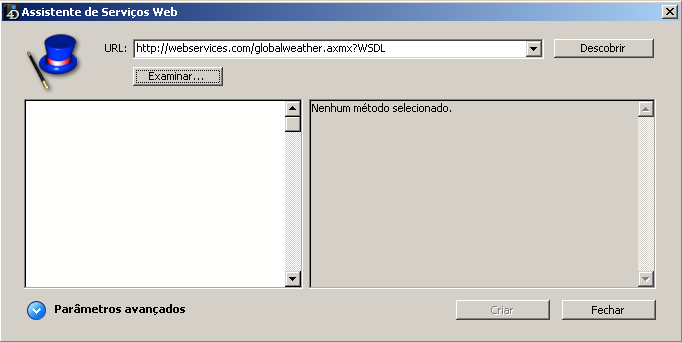 Assistente de Serviços Web
URL: http://webservices.com/globalweather.axmx?WSDL Descobrir
Examinar...
Nenhum método selecionado.
Parâmetros avançados Criar Fechar